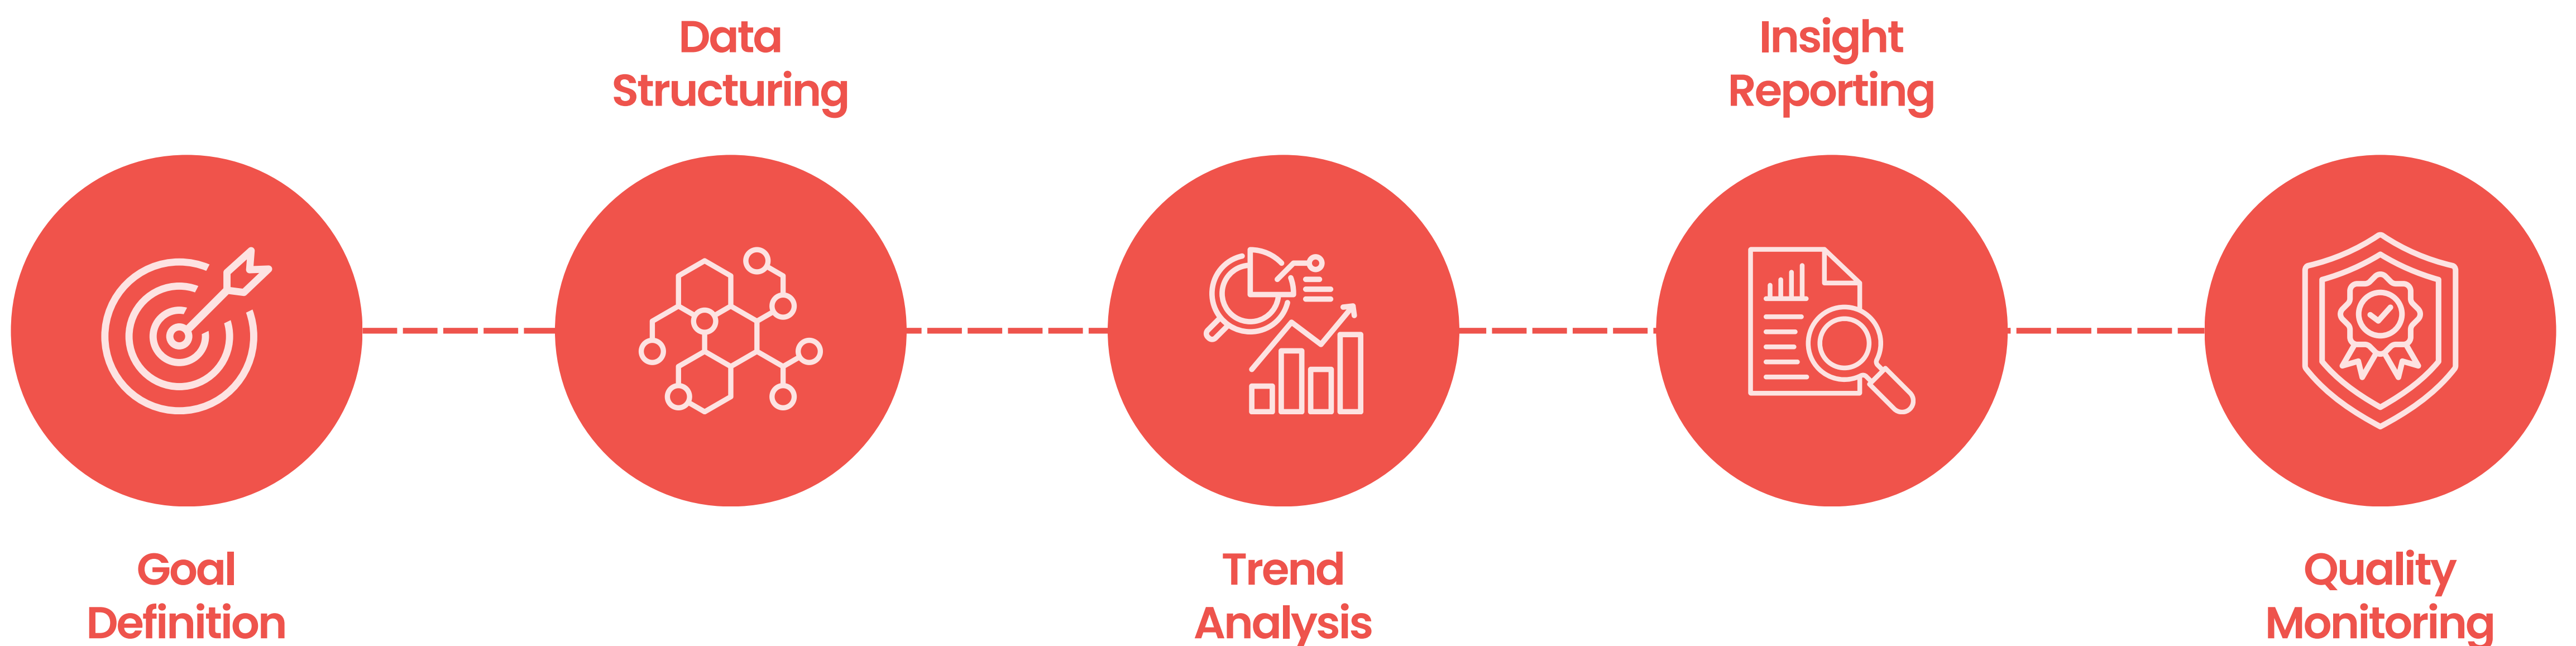 Goal
Definition
Data
Structuring
Trend
Analysis
Insight
Reporting
Quality
Monitoring